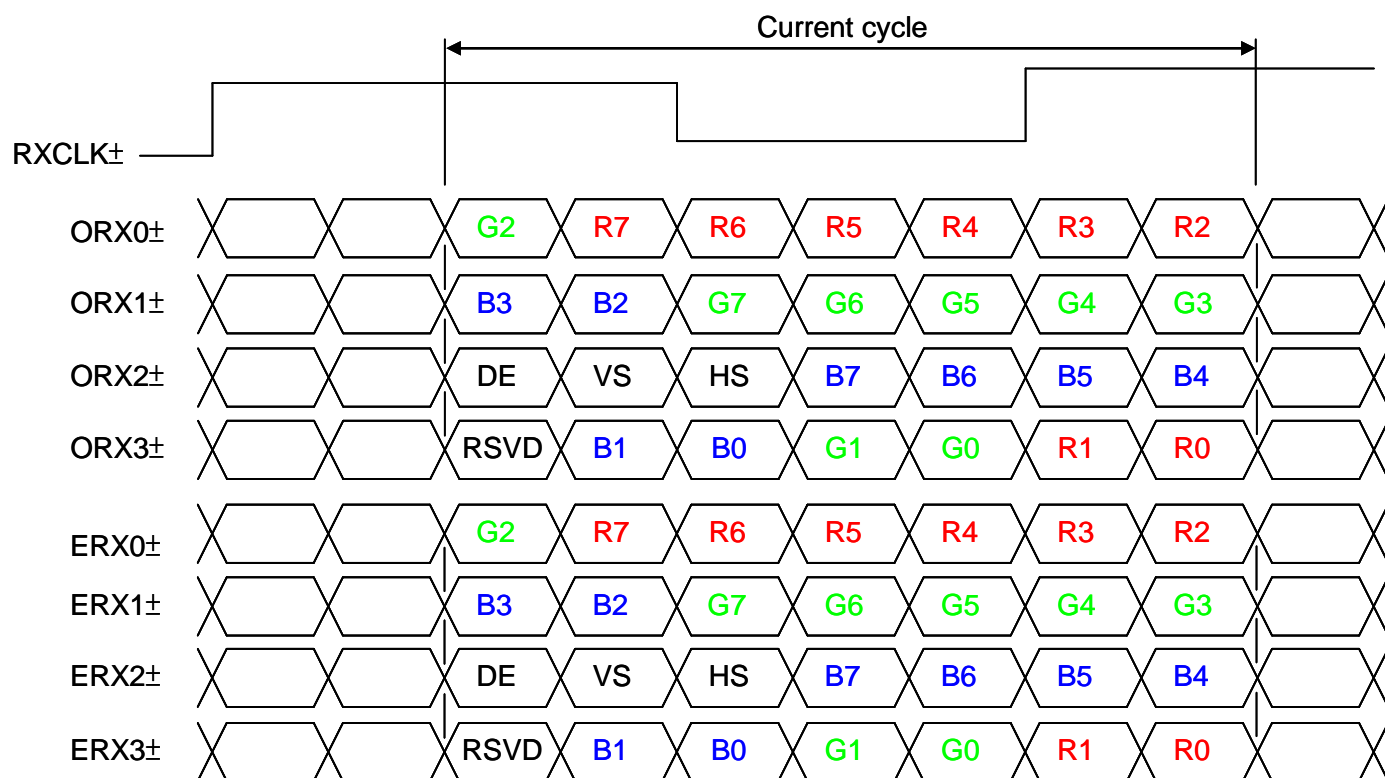 Current cycle
RXCLK±
ORX0± G2 R7 R6 R5 R4 R3 R2
ORX1± B3 B2 G7 G6 G5 G4 G3
ORX2± DE VS HS B7 B6 B5 B4
ORX3± RSVD B1 B0 G1 G0 R1 R0
ERX0± G2 R7 R6 R5 R4 R3 R2
ERX1± B3 B2 G7 G6 G5 G4 G3
ERX2± DE VS HS B7 B6 B5 B4
ERX3± RSVD B1 B0 G1 G0 R1 R0